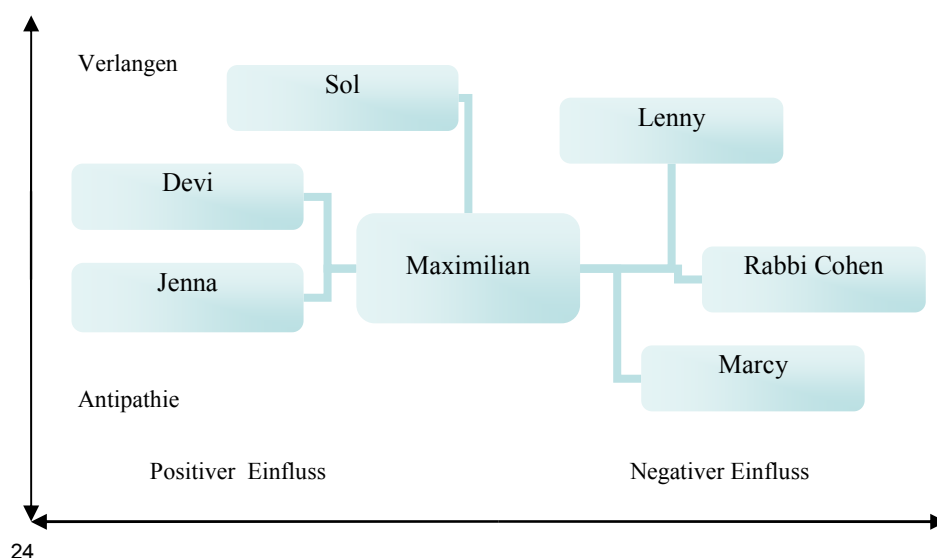 Verlangen
Sol
Lenny
Devi
Maximilian
Rabbi Cohen
Jenna
Marcy
Antipathie
Positiver Einfluss
Negativer Einfluss
24